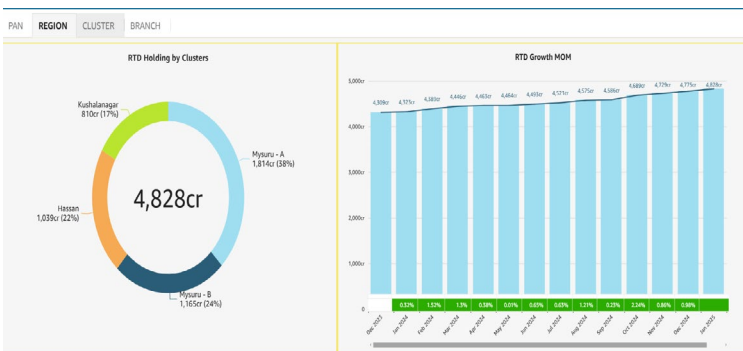 PAN REGION CLUSTER BRANCH
RTD Holding by Clusters
Kushalanagar
810cr (17%)
Mysuru - A
1,814cr (38%)
4,828cr
Hassan
1,039cr (22%)
Mysuru - B
1,165cr (24%)
RTD Growth MOM
5,000cr
4,309cr 4,323cr 4,446cr 4,463cr 4,464cr 4,493cr 4,521cr 4,575cr 4,586cr 4,689cr 4,729cr 4,775cr 4,828cr
4,000cr
3,000cr
2,000cr
1,000cr
0.32% 1.52% 1.3% 0.38% 0.01% 0.65% 0.63% 1.21% 0.23% 2.24% 0.86% 0.98%
0
Dec 2023 Jan 2024 Feb 2024 Mar 2024 Apr 2024 May 2024 Jun 2024 Jul 2024 Aug 2024 Sep 2024 Oct 2024 Nov 2024 Dec 2024 Jan 2025